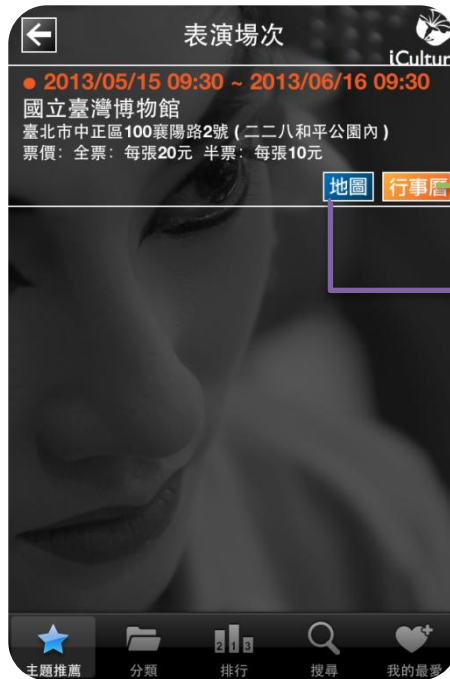 表演場次
iCultur
● 2013/05/15 09:30 ~ 2013/06/16 09:30
國立臺灣博物館
臺北市中正區100襄陽路2號 ( 二二八和平公園內 )
票價: 全票: 每張20元 半票: 每張10元
地圖 行事曆
2 1 3
主題推薦 分類 排行 搜尋 我的最愛